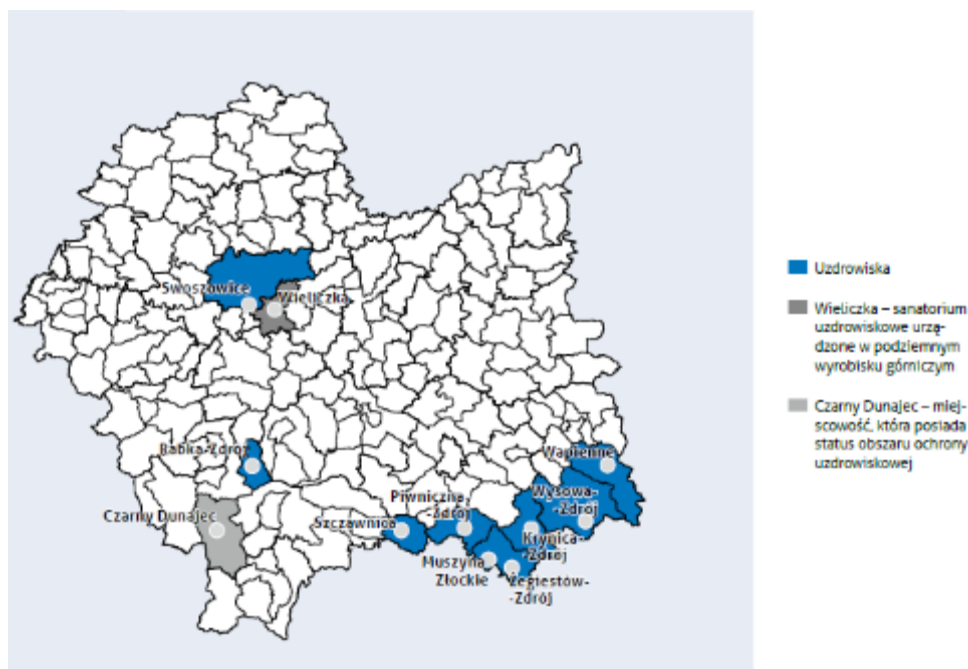 Swoszowice
Wieliczka
Rabka-Zdrój
Czarny Dunajec
Szczawnica
Piwniczna-
-Zdrój
Muszyna
Złockie
Żegiestów-
-Zdrój
Krynica-
-Zdrój
Wysowa-
-Zdrój
Wapienne
Uzdrowiska
Wieliczka – sanatorium
uzdrowiskowe urzą-
dzone w podziemnym
wyrobisku górniczym
Czarny Dunajec – miej-
scowość, która posiada
status obszaru ochrony
uzdrowiskowej